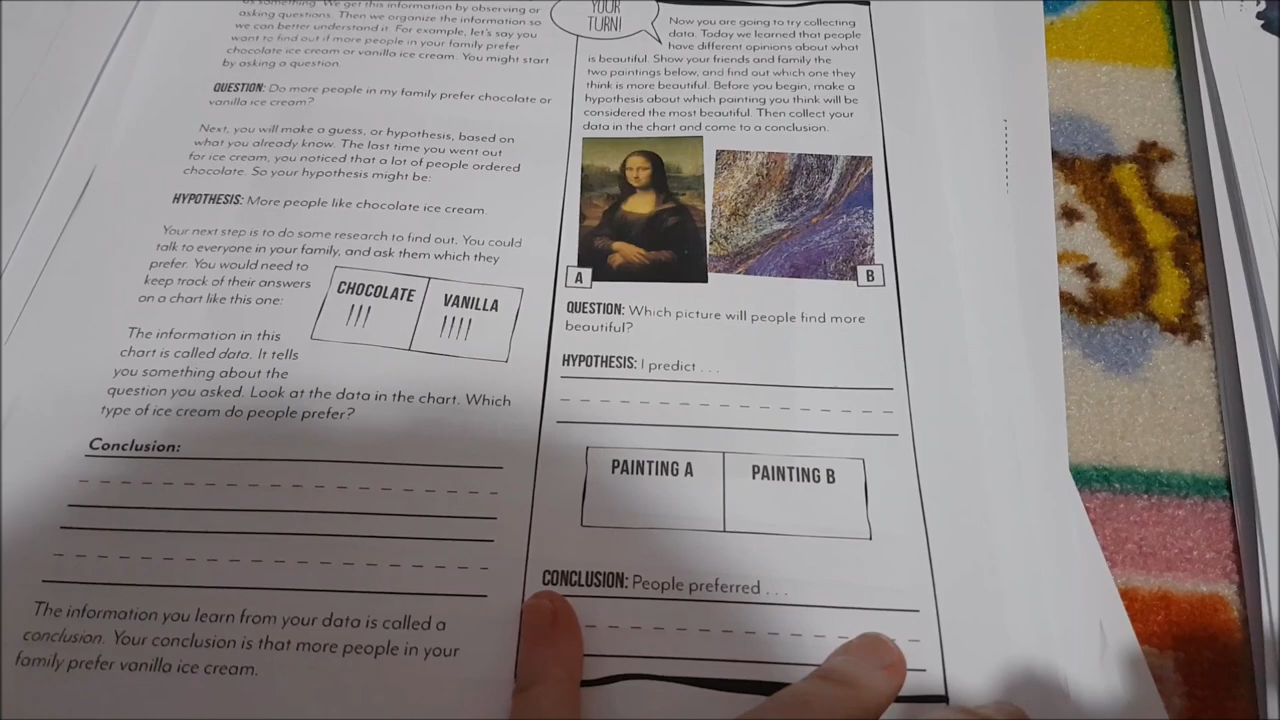 us something. We get this information by observing or
asking questions. Then we organize the information so
we can better understand it. For example, let's say you
want to find out if more people in your family prefer
chocolate ice cream or vanilla ice cream. You might start
by asking a question.
QUESTION: Do more people in my family prefer chocolate or
vanilla ice cream?
Next, you will make a guess, or hypothesis, based on
what you already know. The last time you went out
for ice cream, you noticed that a lot of people ordered
chocolate. So your hypothesis might be:
HYPOTHESIS: More people like chocolate ice cream.
Your next step is to do some research to find out. You could
talk to everyone in your family, and ask them which they
prefer. You would need to
keep track of their answers
on a chart like this one:
CHOCOLATE
VANILLA
The information in this
chart is called data. It tells
you something about the
question you asked. Look at the data in the chart. Which
type of ice cream do people prefer?
Conclusion:
The information you learn from your data is called a
conclusion. Your conclusion is that more people in your
family prefer vanilla ice cream.
YOUR
TURN!
Now you are going to try collecting
data. Today we learned that people
have different opinions about what
is beautiful. Show your friends and family the
two paintings below, and find out which one they
think is more beautiful. Before you begin, make a
hypothesis about which painting you think will be
considered the most beautiful. Then collect your
data in the chart and come to a conclusion.
A
B
QUESTION: Which picture will people find more
beautiful?
HYPOTHESIS: I predict . . .
PAINTING A
PAINTING B
CONCLUSION: People preferred . . .